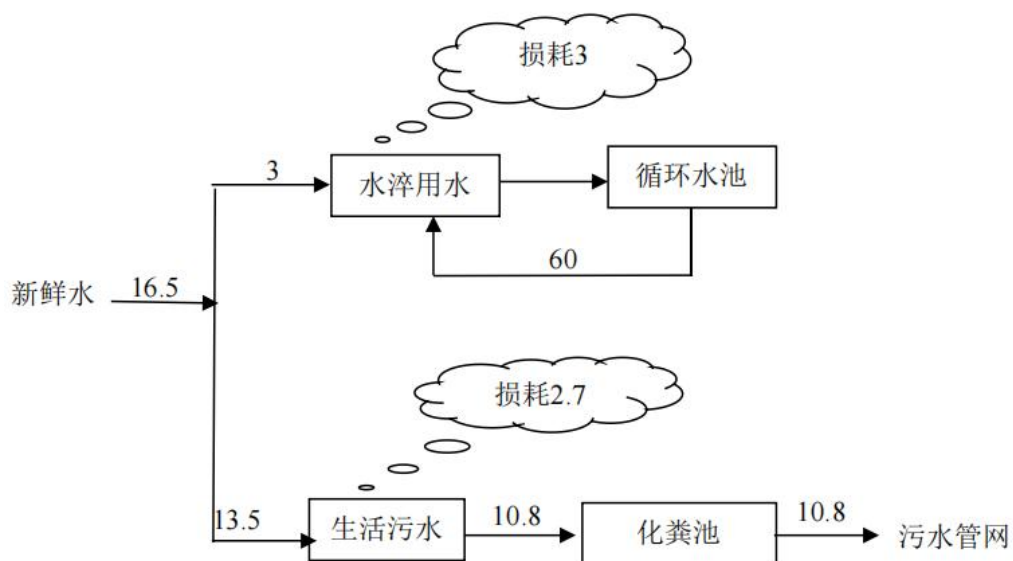 损耗3
3
水淬用水
循环水池
60
新鲜水
16.5
损耗2.7
13.5
生活污水
10.8
化粪池
10.8
污水管网